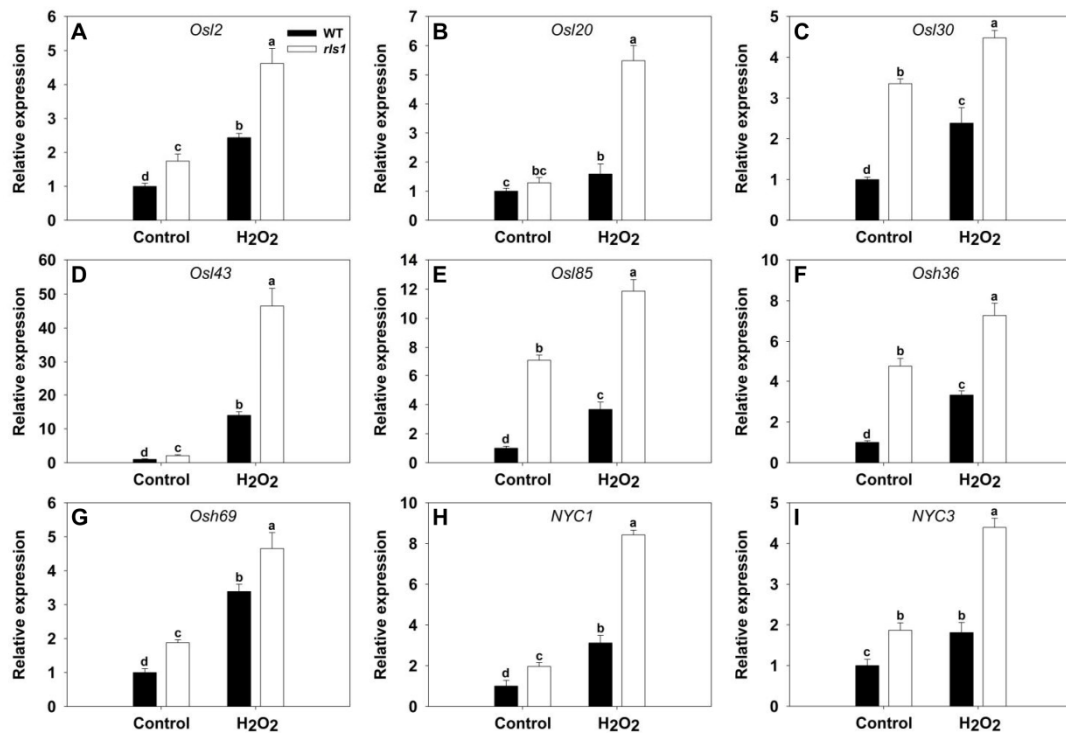 A
Osl2
WT
rls1
Relative expression
6
5
4
3
2
1
0
d
c
b
a
Control
H2O2
B
Osl20
Relative expression
7
6
5
4
3
2
1
0
c
bc
b
a
Control
H2O2
C
Osl30
Relative expression
5
4
3
2
1
0
d
b
c
a
Control
H2O2
D
Osl43
Relative expression
60
50
40
30
20
10
0
d
c
b
a
Control
H2O2
E
Osl85
Relative expression
14
12
10
8
6
4
2
0
d
b
c
a
Control
H2O2
F
Osh36
Relative expression
10
8
6
4
2
0
d
b
c
a
Control
H2O2
G
Osh69
Relative expression
6
5
4
3
2
1
0
d
c
b
a
Control
H2O2
H
NYC1
Relative expression
10
8
6
4
2
0
d
c
b
a
Control
H2O2
I
NYC3
Relative expression
5
4
3
2
1
0
c
b
b
a
Control
H2O2